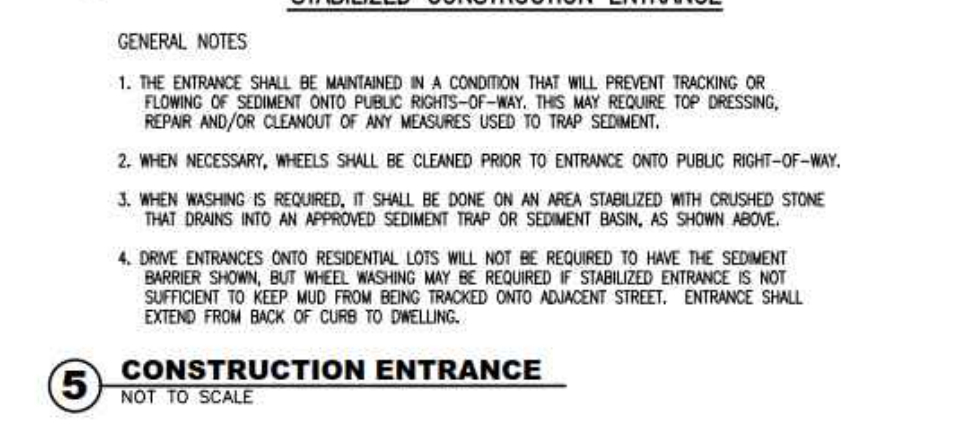 STABILIZED CONSTRUCTION ENTRANCE
GENERAL NOTES
1. THE ENTRANCE SHALL BE MAINTAINED IN A CONDITION THAT WILL PREVENT TRACKING OR
FLOWING OF SEDIMENT ONTO PUBLIC RIGHTS-OF-WAY. THIS MAY REQUIRE TOP DRESSING,
REPAIR AND/OR CLEANOUT OF ANY MEASURES USED TO TRAP SEDIMENT.
2. WHEN NECESSARY, WHEELS SHALL BE CLEANED PRIOR TO ENTRANCE ONTO PUBLIC RIGHT-OF-WAY.
3. WHEN WASHING IS REQUIRED, IT SHALL BE DONE ON AN AREA STABILIZED WITH CRUSHED STONE
THAT DRAINS INTO AN APPROVED SEDIMENT TRAP OR SEDIMENT BASIN, AS SHOWN ABOVE.
4. DRIVE ENTRANCES ONTO RESIDENTIAL LOTS WILL NOT BE REQUIRED TO HAVE THE SEDIMENT
BARRIER SHOWN, BUT WHEEL WASHING MAY BE REQUIRED IF STABILIZED ENTRANCE IS NOT
SUFFICIENT TO KEEP MUD FROM BEING TRACKED ONTO ADJACENT STREET. ENTRANCE SHALL
EXTEND FROM BACK OF CURB TO DWELLING.
5 CONSTRUCTION ENTRANCE
NOT TO SCALE